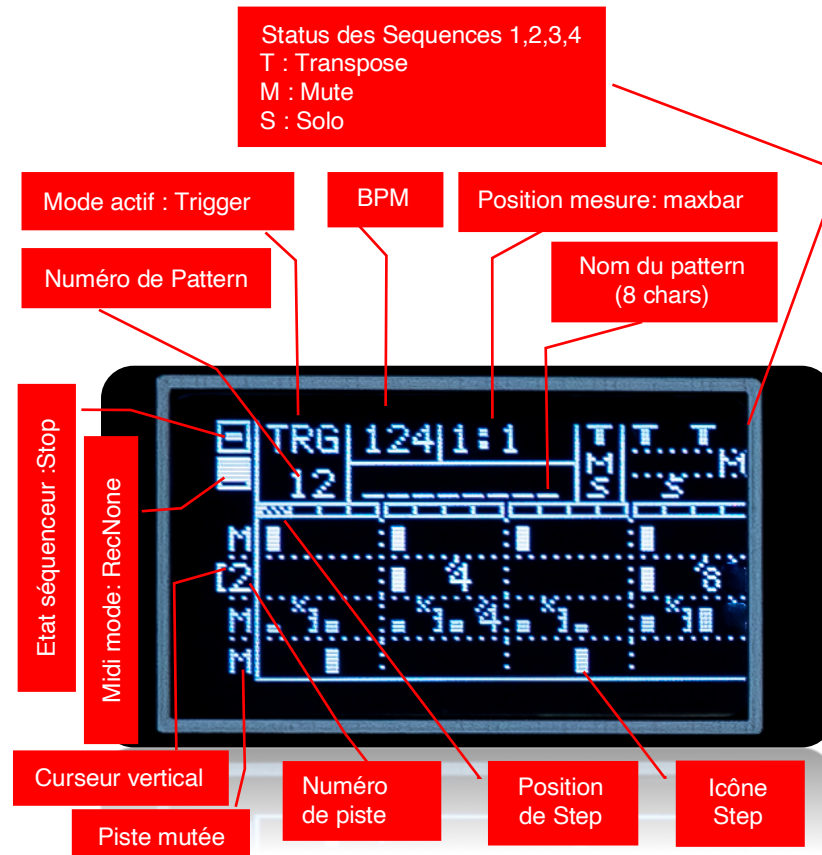 Status des Sequences 1,2,3,4
T : Transpose
M : Mute
S : Solo
Mode actif : Trigger
BPM
Position mesure: maxbar
Numéro de Pattern
Nom du pattern
(8 chars)
Etat séquenceur :Stop
Midi mode: RecNone
TRG 124 1:1 T T T
M M
12 ________ S S
M
[2 4 8
M 4
M
Curseur vertical
Numéro
de piste
Position
de Step
Icône
Step
Piste mutée